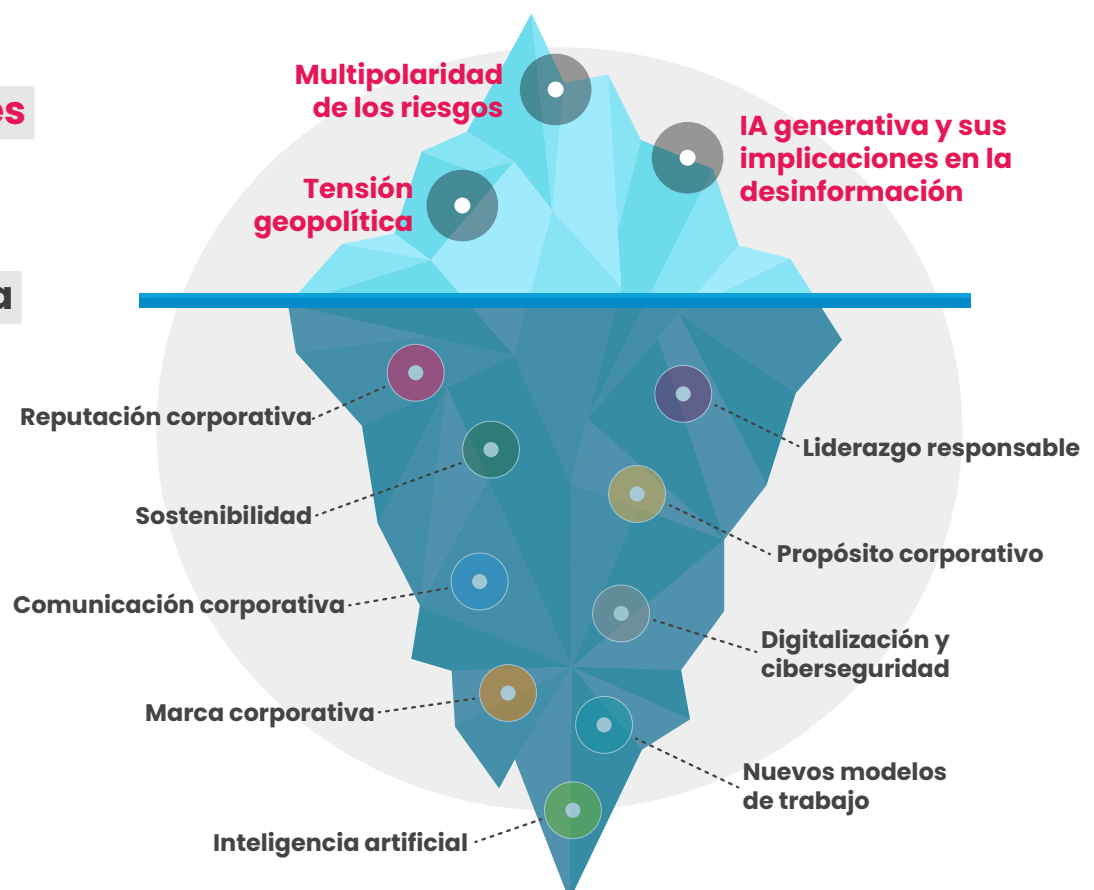 Multipolaridad
de los riesgos
IA generativa y sus
implicaciones en la
desinformación
Tensión
geopolítica
Reputación corporativa
Liderazgo responsable
Sostenibilidad
Propósito corporativo
Comunicación corporativa
Digitalización y
ciberseguridad
Marca corporativa
Nuevos modelos
de trabajo
Inteligencia artificial